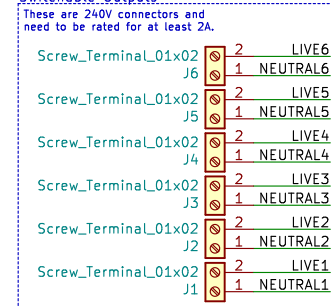 Switchable Outputs
These are 240V connectors and
need to be rated for at least 2A.
Screw_Terminal_01x02 2 LIVE6
J6 1 NEUTRAL6
Screw_Terminal_01x02 2 LIVE5
J5 1 NEUTRAL5
Screw_Terminal_01x02 2 LIVE4
J4 1 NEUTRAL4
Screw_Terminal_01x02 2 LIVE3
J3 1 NEUTRAL3
Screw_Terminal_01x02 2 LIVE2
J2 1 NEUTRAL2
Screw_Terminal_01x02 2 LIVE1
J1 1 NEUTRAL1